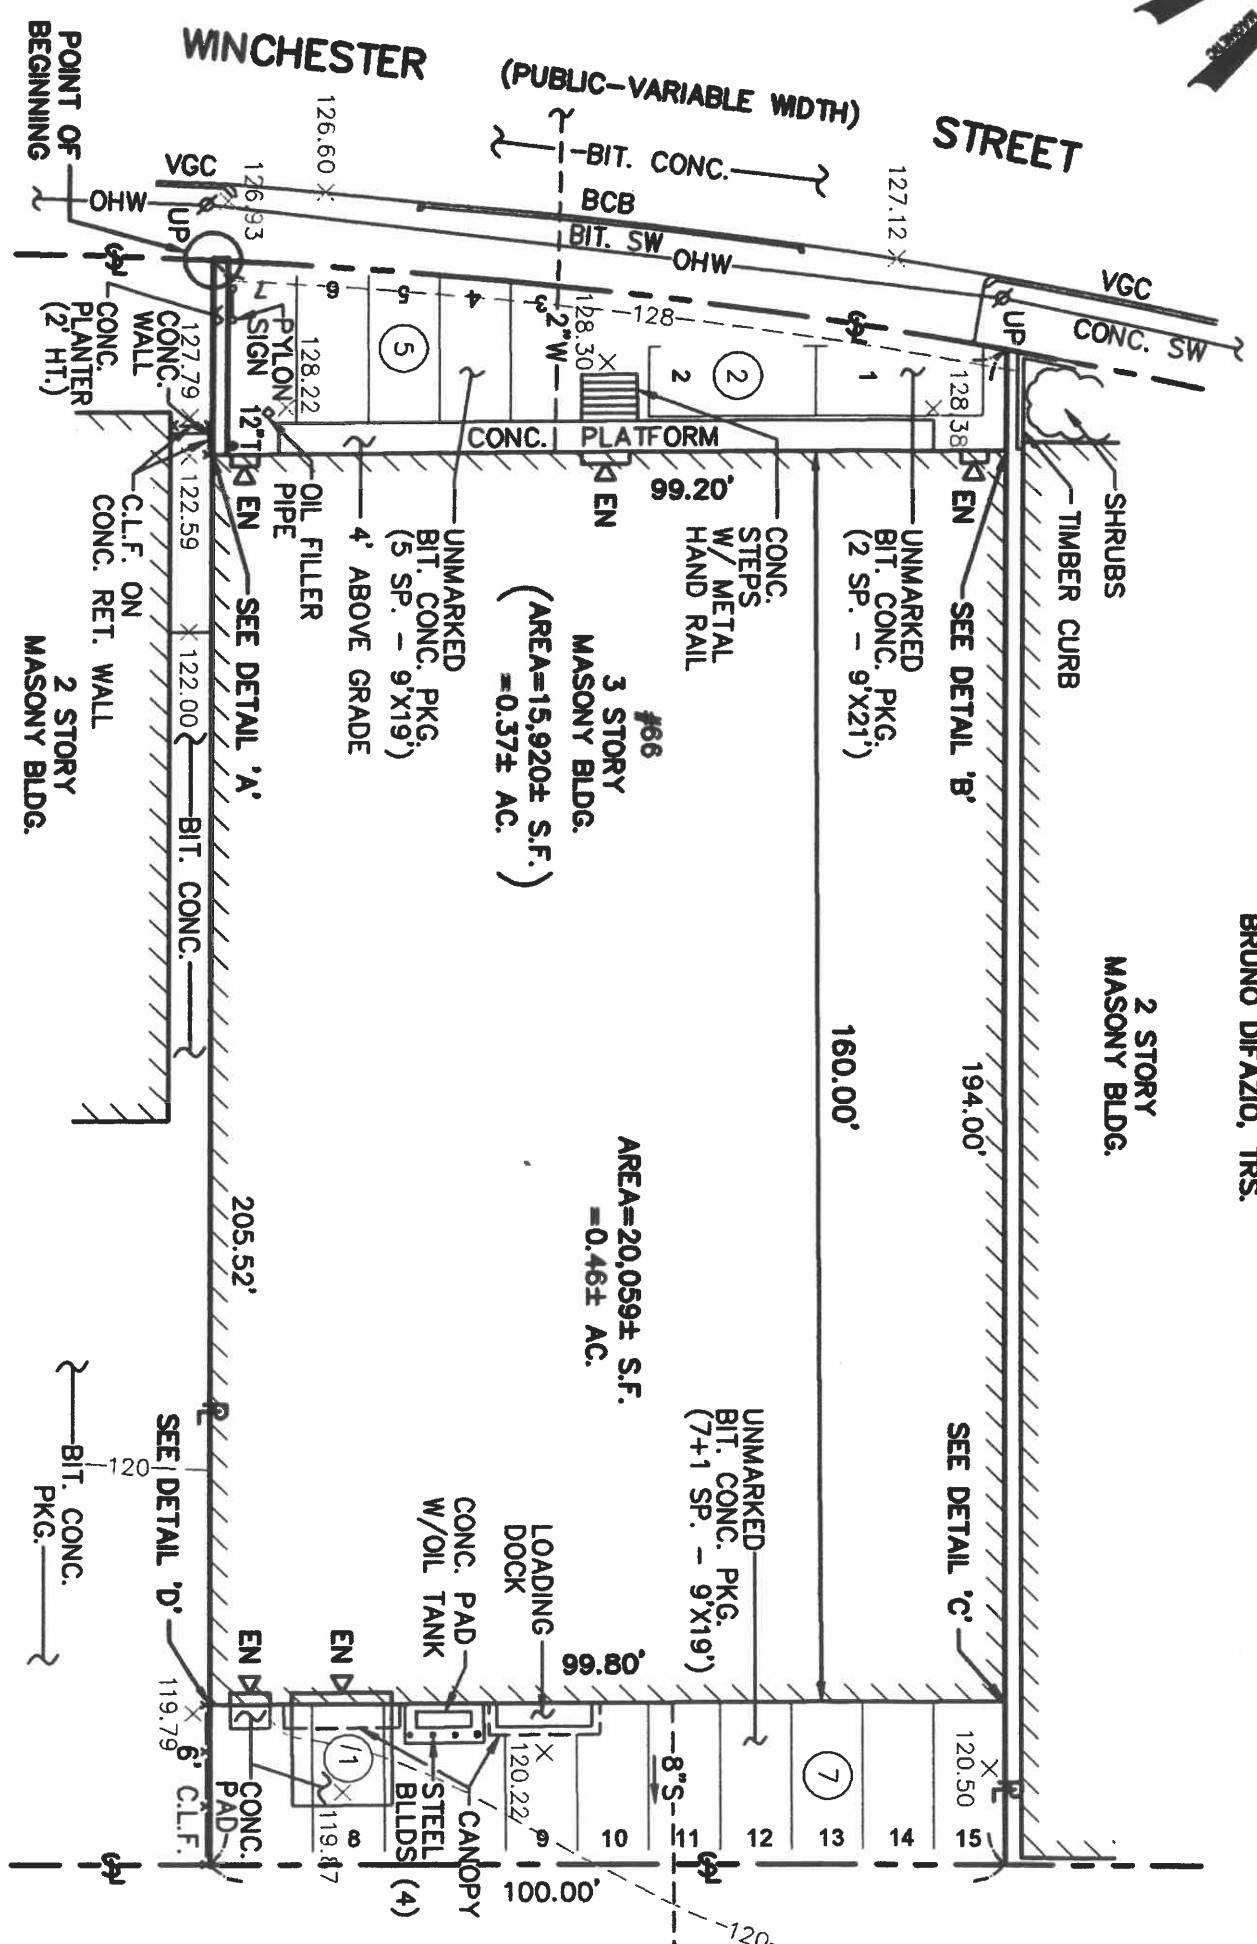 WINCHESTER
(PUBLIC-VARIABLE WIDTH)
STREET
MAGNETIC
POINT OF
BEGINNING
VGC
OHW
UP
126.93
126.60
BIT. CONC.
BCB
BIT. SW
OHW
127.12
VGC
CONC. SW
UP
7
6
5
4
3
5
128
128.30
2"W
2
2
1
128.38
128.22
127.79
12"T
PYLON
SIGN
CONC.
WALL
CONC.
PLANTER
(2' HT.)
CONC. PLATFORM
EN
EN
EN
99.20'
122.59
122.00
BIT. CONC.
C.L.F. ON
CONC. RET. WALL
2 STORY
MASONY BLDG.
SEE DETAIL 'A'
OIL FILLER
PIPE
4' ABOVE GRADE
UNMARKED
BIT. CONC. PKG.
(5 SP. - 9'X19')
CONC.
STEPS
W/ METAL
HAND RAIL
UNMARKED
BIT. CONC. PKG.
(2 SP. - 9'X21')
SEE DETAIL 'B'
TIMBER CURB
SHRUBS
#66
3 STORY
MASONY BLDG.
(AREA=15,920± S.F.
=0.37± AC.)
160.00'
194.00'
2 STORY
MASONY BLDG.
BRUNO DIFAZIO, TRS.
AREA=20,059± S.F.
=0.46± AC.
205.52'
BIT. CONC.
PKG.
120
SEE DETAIL 'D'
SEE DETAIL 'C'
UNMARKED
BIT. CONC. PKG.
(7+1 SP. - 9'X19')
LOADING
DOCK
CONC. PAD
W/OIL TANK
99.80'
EN
EN
119.79
6' C.L.F.
CONC.
PAD
1
119.87
8
STEEL
BLLDS (4)
CANOPY
120.22
9
10
8"S
11
12
7
13
14
15
120.50
100.00'
120